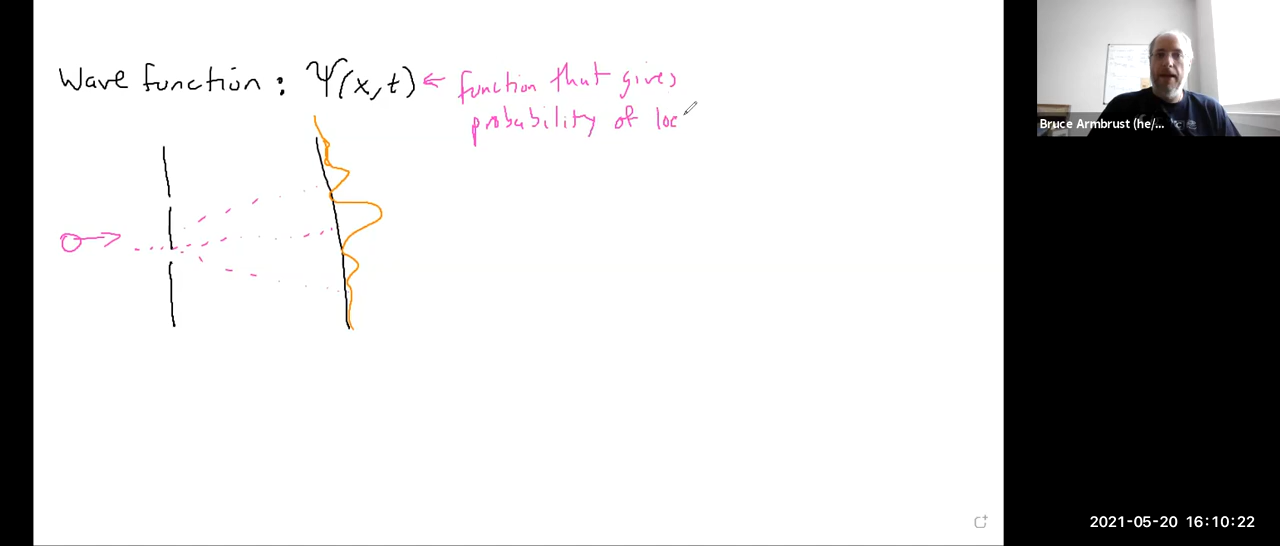 Wave function : Ψ(x,t) ← function that gives
probability of loc
Bruce Armbrust (he/...
2021-05-20 16:10:22